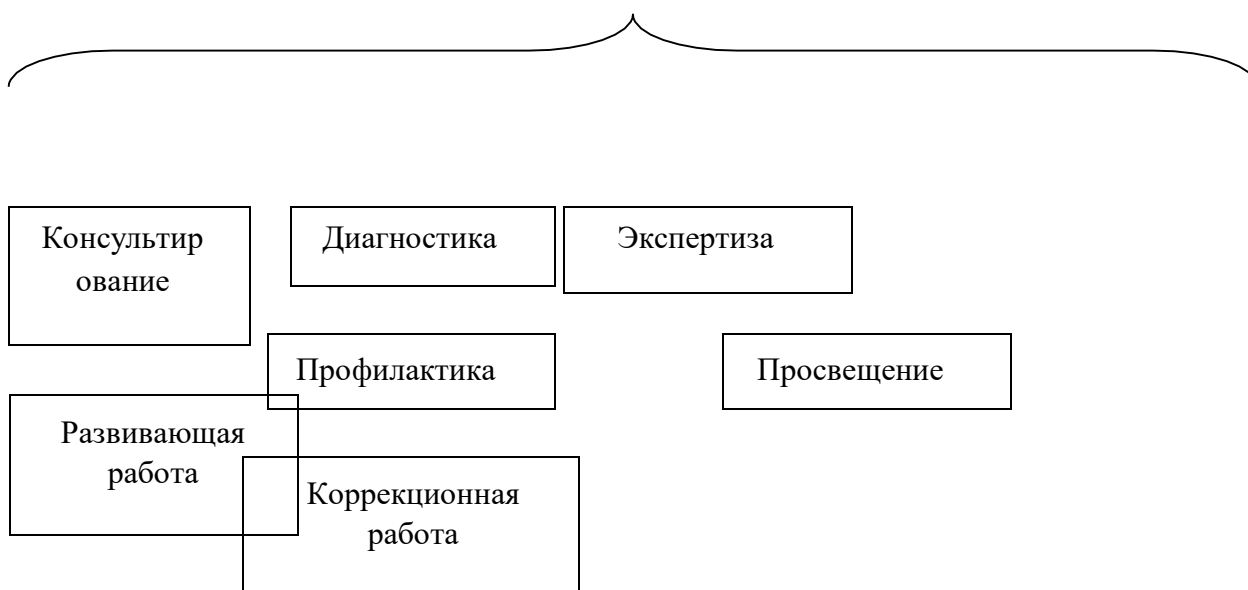 Консультир
ование
Диагностика
Экспертиза
Профилактика
Просвещение
Развивающая
работа
Коррекционная
работа